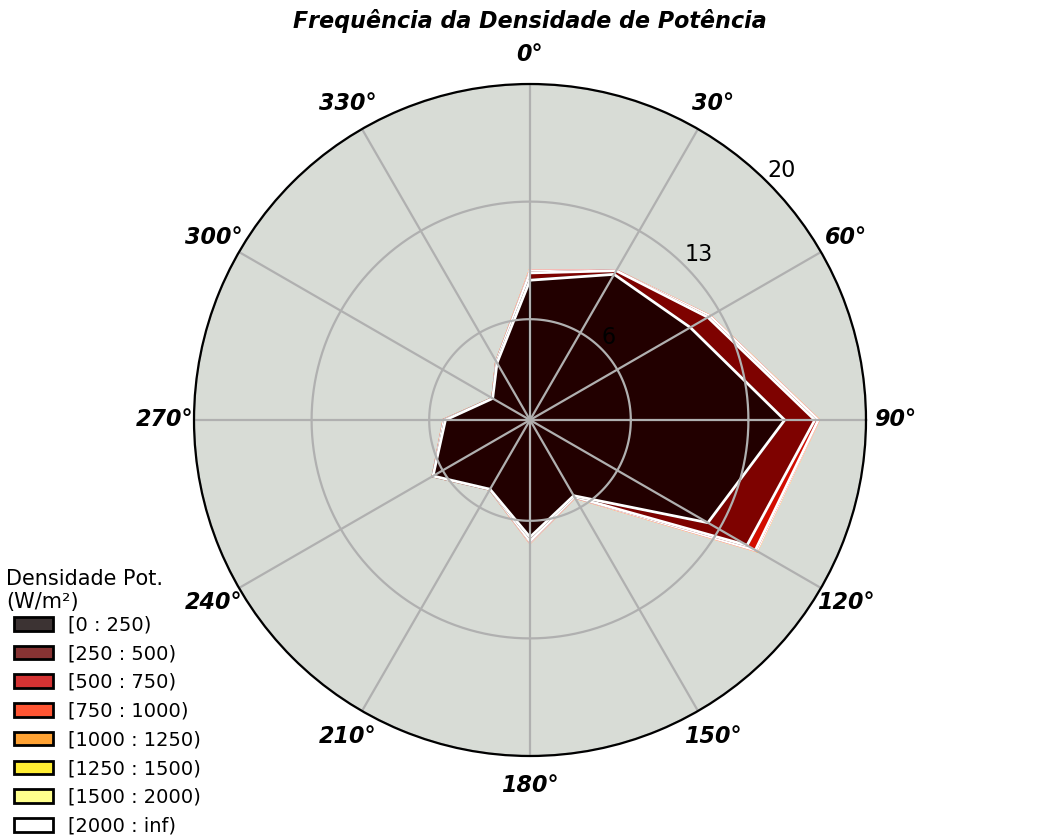 Frequência da Densidade de Potência
0°
330°
30°
20
300°
60°
13
6
270°
90°
240°
120°
210°
150°
180°
Densidade Pot.
(W/m²)
[0 : 250)
[250 : 500)
[500 : 750)
[750 : 1000)
[1000 : 1250)
[1250 : 1500)
[1500 : 2000)
[2000 : inf)